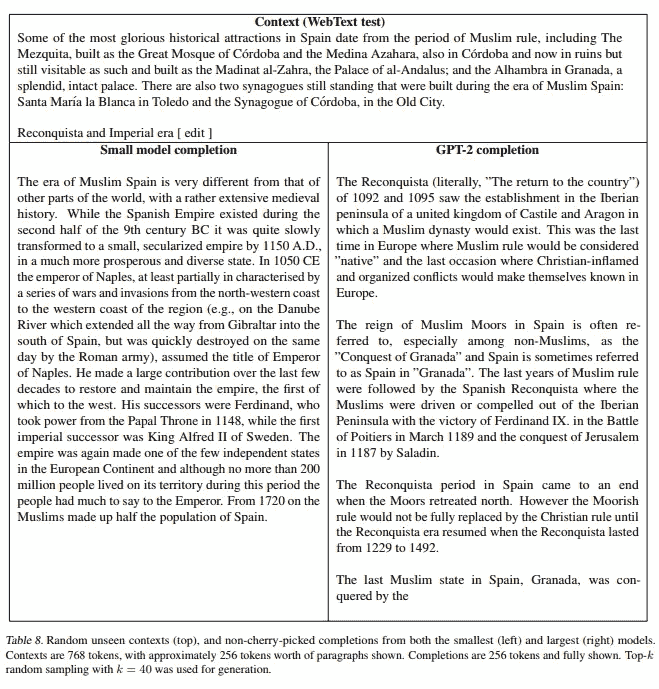 Context (WebText test)
Some of the most glorious historical attractions in Spain date from the period of Muslim rule, including The
Mezquita, built as the Great Mosque of Córdoba and the Medina Azahara, also in Córdoba and now in ruins but
still visitable as such and built as the Madinat al-Zahra, the Palace of al-Andalus; and the Alhambra in Granada, a
splendid, intact palace. There are also two synagogues still standing that were built during the era of Muslim Spain:
Santa María la Blanca in Toledo and the Synagogue of Córdoba, in the Old City.
Reconquista and Imperial era [ edit ]
Small model completion
The era of Muslim Spain is very different from that of
other parts of the world, with a rather extensive medieval
history. While the Spanish Empire existed during the
second half of the 9th century BC it was quite slowly
transformed to a small, secularized empire by 1150 A.D.,
in a much more prosperous and diverse state. In 1050 CE
the emperor of Naples, at least partially in characterised by
a series of wars and invasions from the north-western coast
to the western coast of the region (e.g., on the Danube
River which extended all the way from Gibraltar into the
south of Spain, but was quickly destroyed on the same
day by the Roman army), assumed the title of Emperor
of Naples. He made a large contribution over the last few
decades to restore and maintain the empire, the first of
which to the west. His successors were Ferdinand, who
took power from the Papal Throne in 1148, while the first
imperial successor was King Alfred II of Sweden. The
empire was again made one of the few independent states
in the European Continent and although no more than 200
million people lived on its territory during this period the
people had much to say to the Emperor. From 1720 on the
Muslims made up half the population of Spain.
GPT-2 completion
The Reconquista (literally, ”The return to the country”)
of 1092 and 1095 saw the establishment in the Iberian
peninsula of a united kingdom of Castile and Aragon in
which a Muslim dynasty would exist. This was the last
time in Europe where Muslim rule would be considered
”native” and the last occasion where Christian-inflamed
and organized conflicts would make themselves known in
Europe.
The reign of Muslim Moors in Spain is often re-
ferred to, especially among non-Muslims, as the
”Conquest of Granada” and Spain is sometimes referred
to as Spain in ”Granada”. The last years of Muslim rule
were followed by the Spanish Reconquista where the
Muslims were driven or compelled out of the Iberian
Peninsula with the victory of Ferdinand IX. in the Battle
of Poitiers in March 1189 and the conquest of Jerusalem
in 1187 by Saladin.
The Reconquista period in Spain came to an end
when the Moors retreated north. However the Moorish
rule would not be fully replaced by the Christian rule until
the Reconquista era resumed when the Reconquista lasted
from 1229 to 1492.
The last Muslim state in Spain, Granada, was con-
quered by the
Table 8. Random unseen contexts (top), and non-cherry-picked completions from both the smallest (left) and largest (right) models.
Contexts are 768 tokens, with approximately 256 tokens worth of paragraphs shown. Completions are 256 tokens and fully shown. Top-k
random sampling with k = 40 was used for generation.